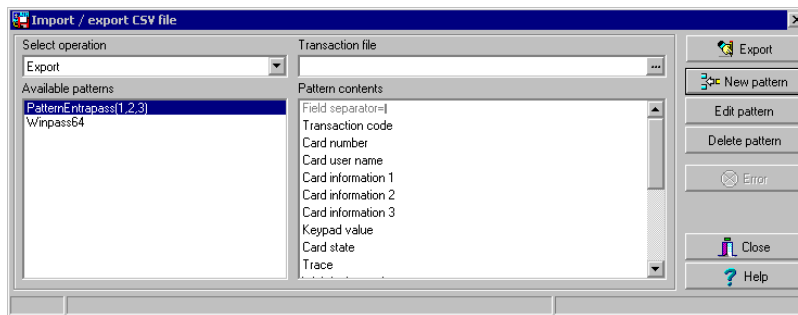 Import / export CSV file
Select operation
Export
Available patterns
PatternEntrapass(1,2,3)
Winpass64
Transaction file
...
Pattern contents
Field separator=|
Transaction code
Card number
Card user name
Card information 1
Card information 2
Card information 3
Keypad value
Card state
Trace
Export
New pattern
Edit pattern
Delete pattern
Error
Close
Help